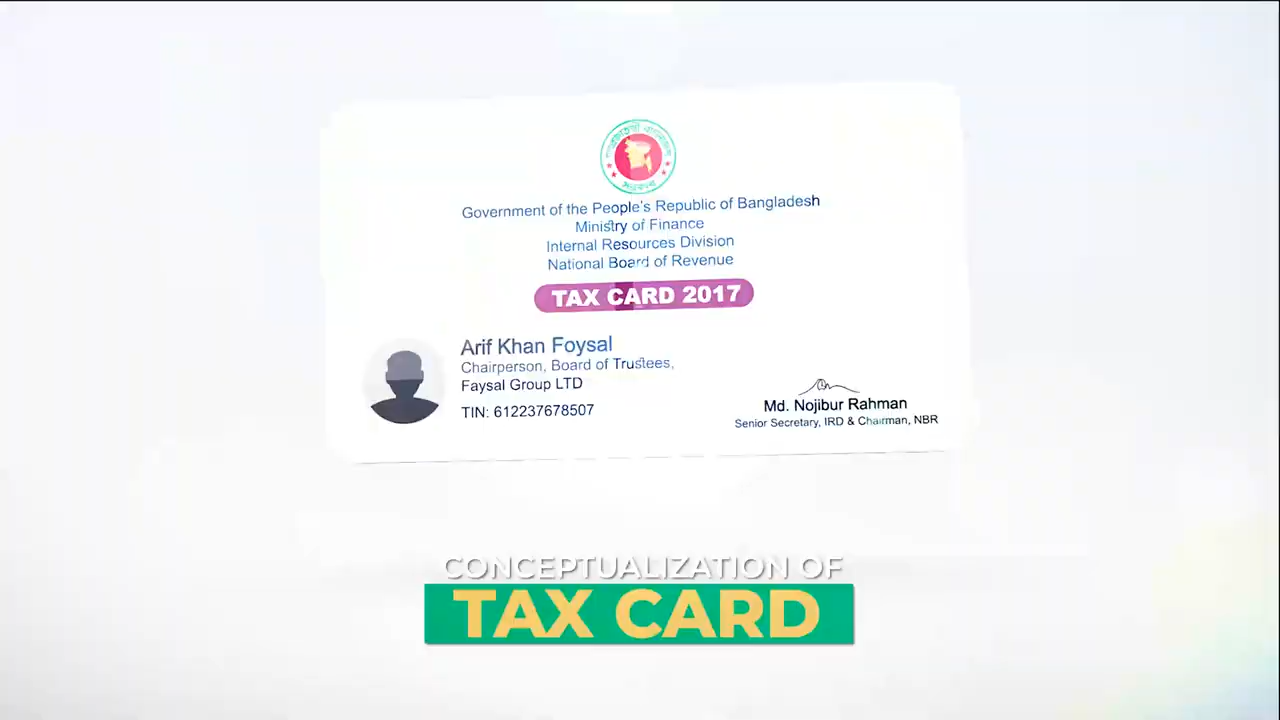 Government of the People's Republic of Bangladesh
Ministry of Finance
Internal Resources Division
National Board of Revenue
TAX CARD 2017
Arif Khan Foysal
Chairperson, Board of Trustees,
Faysal Group LTD
TIN: 612237678507
Md. Nojibur Rahman
Senior Secretary, IRD & Chairman, NBR
CONCEPTUALIZATION OF
TAX CARD